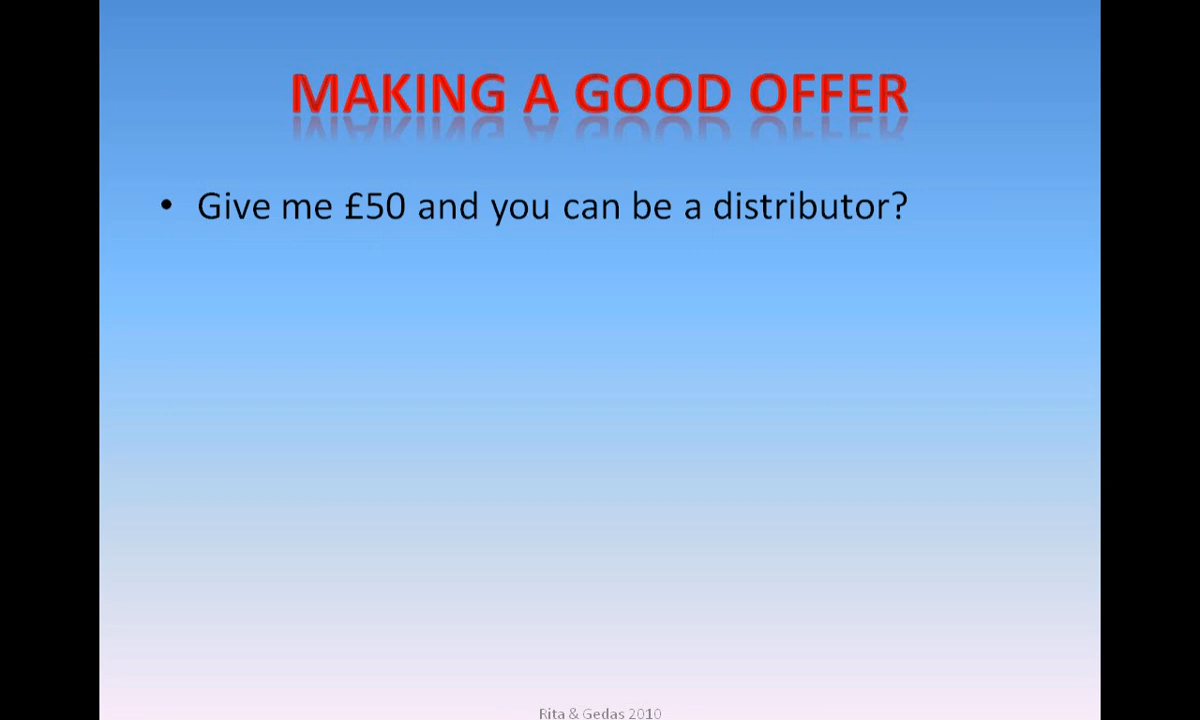 MAKING A GOOD OFFER
• Give me £50 and you can be a distributor?
Rita & Gedas 2010